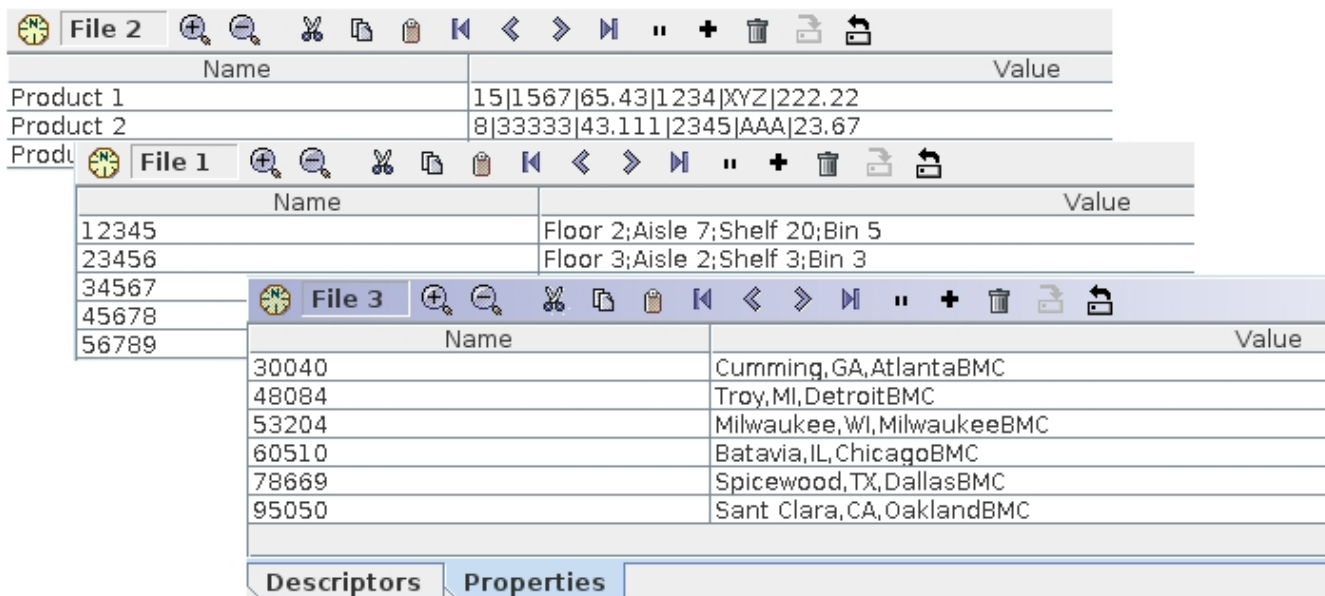 File 2
Name Value
Product 1 15|1567|65.43|1234|XYZ|222.22
Product 2 8|33333|43.111|2345|AAA|23.67
File 1
Name Value
12345 Floor 2;Aisle 7;Shelf 20;Bin 5
23456 Floor 3;Aisle 2;Shelf 3;Bin 3
34567
45678
56789
File 3
Name Value
30040 Cumming,GA,AtlantaBMC
48084 Troy,MI,DetroitBMC
53204 Milwaukee,WI,MilwaukeeBMC
60510 Batavia,IL,ChicagoBMC
78669 Spicewood,TX,DallasBMC
95050 Sant Clara,CA,OaklandBMC
Descriptors Properties